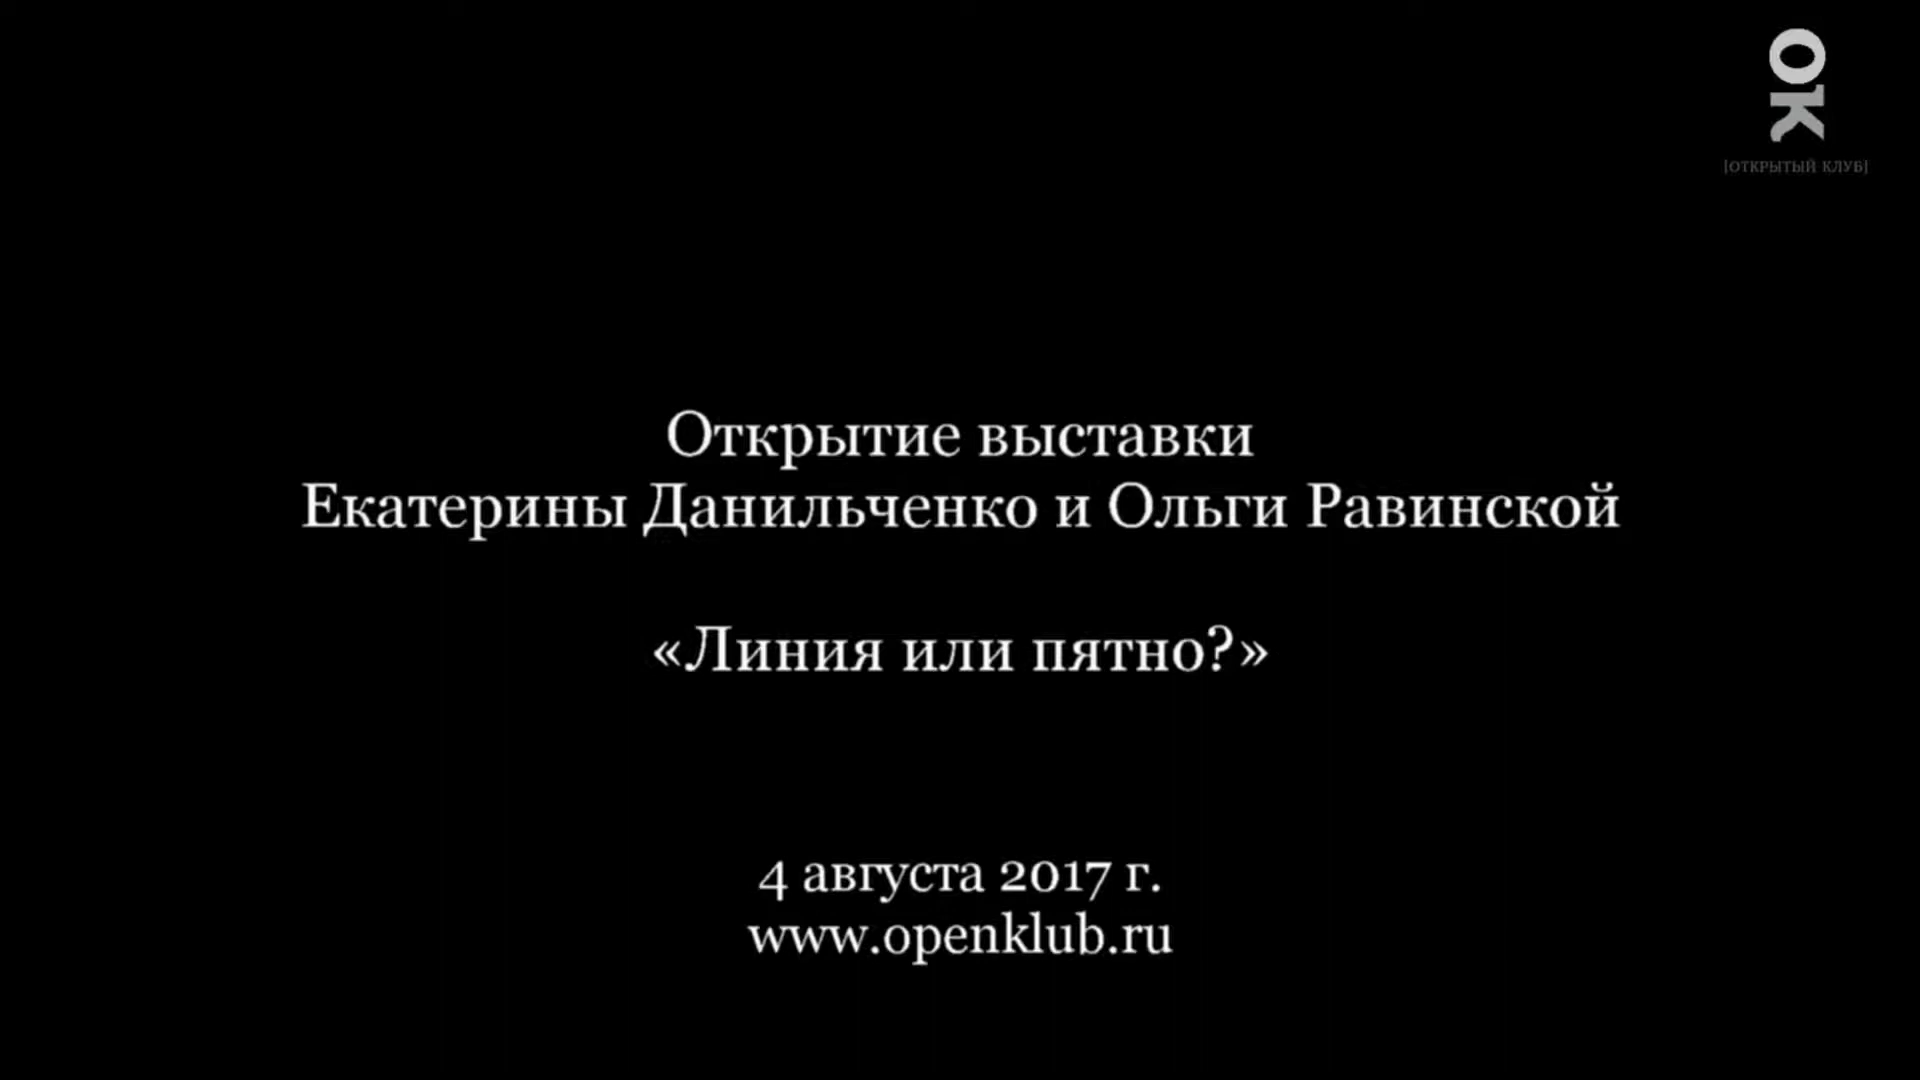 ОК
[ОТКРЫТЫЙ КЛУБ]
Открытие выставки
Екатерины Данильченко и Ольги Равинской
«Линия или пятно?»
4 августа 2017 г.
www.openklub.ru